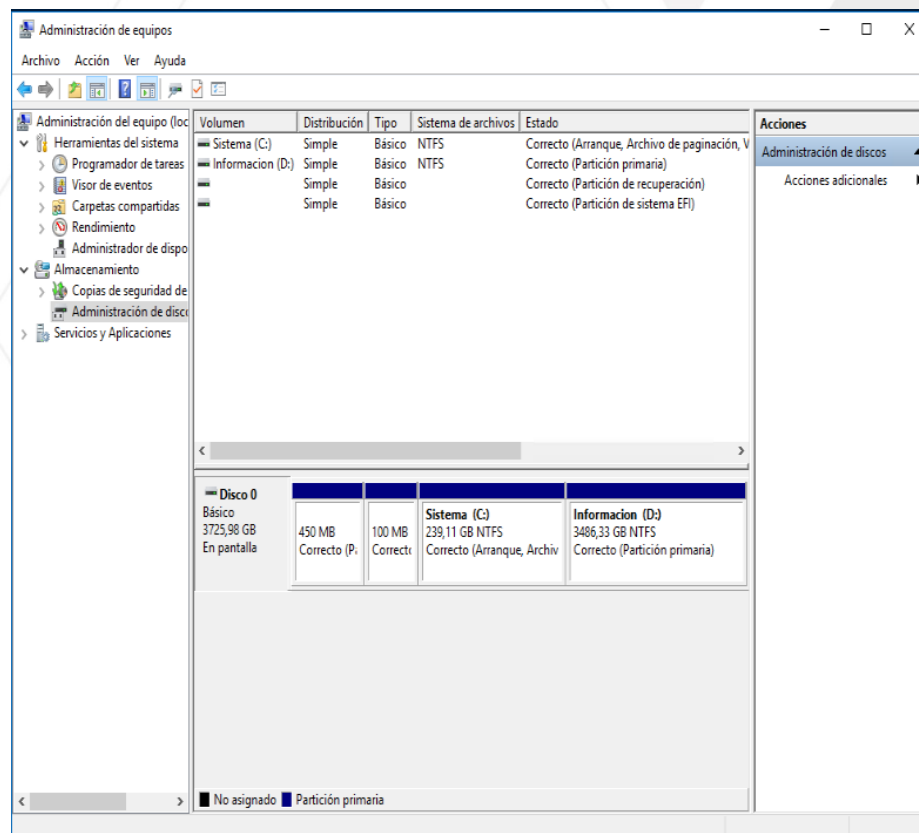 Administración de equipos
Archivo Acción Ver Ayuda
Administración del equipo (loc
Herramientas del sistema
Programador de tareas
Visor de eventos
Carpetas compartidas
Rendimiento
Administrador de dispo
Almacenamiento
Copias de seguridad de
Administración de disco
Servicios y Aplicaciones
Volumen Distribución Tipo Sistema de archivos Estado
Sistema (C:) Simple Básico NTFS Correcto (Arranque, Archivo de paginación, V
Informacion (D:) Simple Básico NTFS Correcto (Partición primaria)
Simple Básico Correcto (Partición de recuperación)
Simple Básico Correcto (Partición de sistema EFI)
Disco 0
Básico
3725,98 GB
En pantalla
450 MB
Correcto (Pa
100 MB
Correcto
Sistema (C:)
239,11 GB NTFS
Correcto (Arranque, Archiv
Informacion (D:)
3486,33 GB NTFS
Correcto (Partición primaria)
No asignado Partición primaria
Acciones
Administración de discos
Acciones adicionales